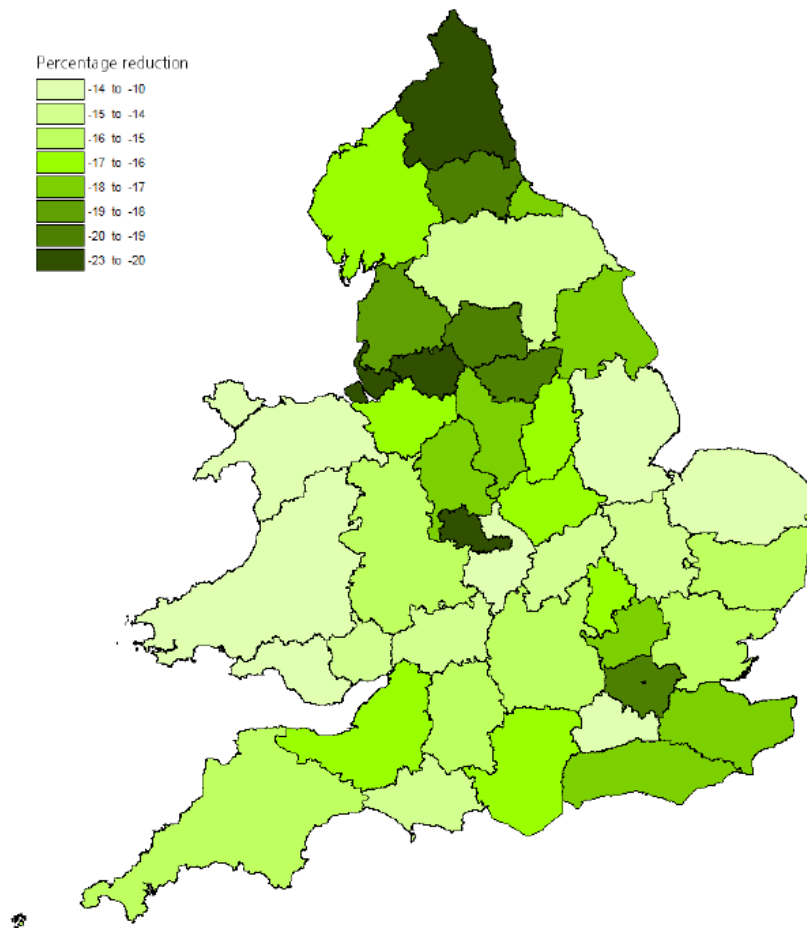 Percentage reduction
-14 to -10
-15 to -14
-16 to -15
-17 to -16
-18 to -17
-19 to -18
-20 to -19
-23 to -20